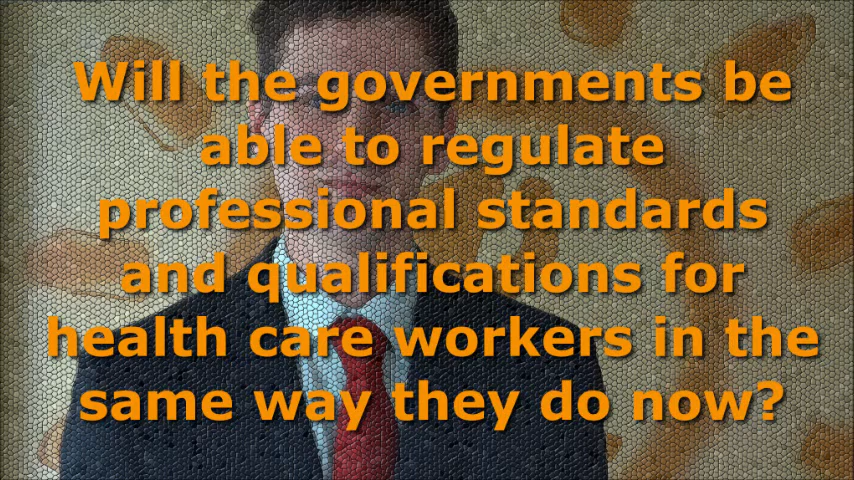 Will the governments be
able to regulate
professional standards
and qualifications for
health care workers in the
same way they do now?